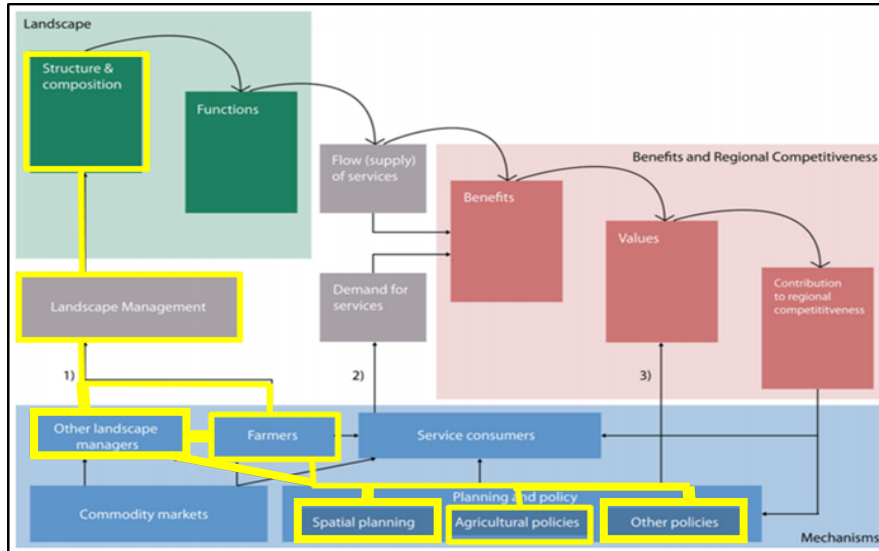 Landscape
Structure &
composition
Functions
Flow (supply)
of services
Benefits and Regional Competitiveness
Benefits
Values
Contribution
to regional
competititveness
Landscape Management
Demand for
services
1)
2)
3)
Other landscape
managers
Farmers
Service consumers
Commodity markets
Planning and policy
Spatial planning
Agricultural policies
Other policies
Mechanisms